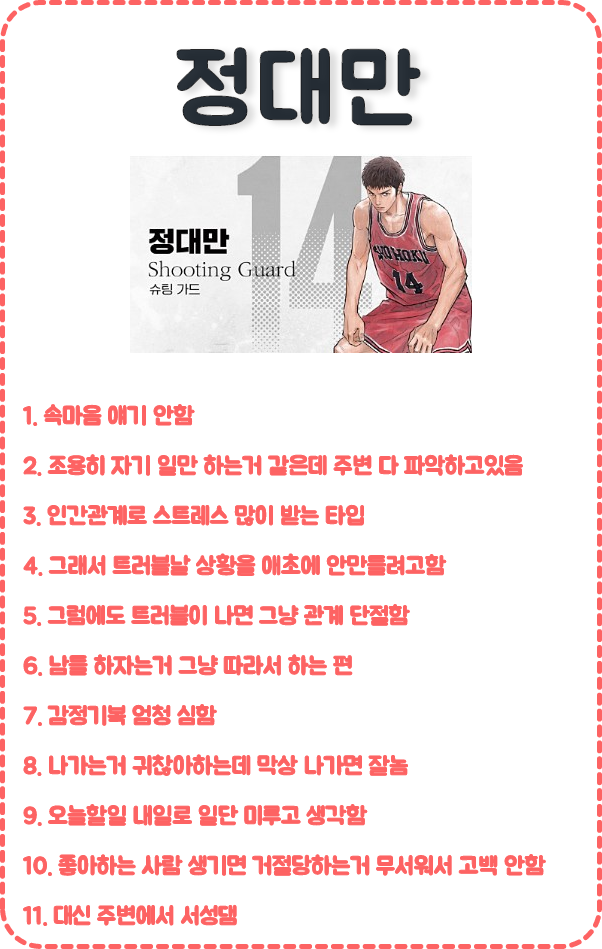 정대만
14
정대만
Shooting Guard
슈팅 가드
SHOHOKU
14
1. 속마음 얘기 안함
2. 조용히 자기 일만 하는거 같은데 주변 다 파악하고있음
3. 인간관계로 스트레스 많이 받는 타입
4. 그래서 트러블날 상황을 애초에 안만들려고함
5. 그럼에도 트러블이 나면 그냥 관계 단절함
6. 남들 하자는거 그냥 따라서 하는 편
7. 감정기복 엄청 심함
8. 나가는거 귀찮아하는데 막상 나가면 잘놈
9. 오늘할일 내일로 일단 미루고 생각함
10. 좋아하는 사람 생기면 거절당하는거 무서워서 고백 안함
11. 대신 주변에서 서성댐